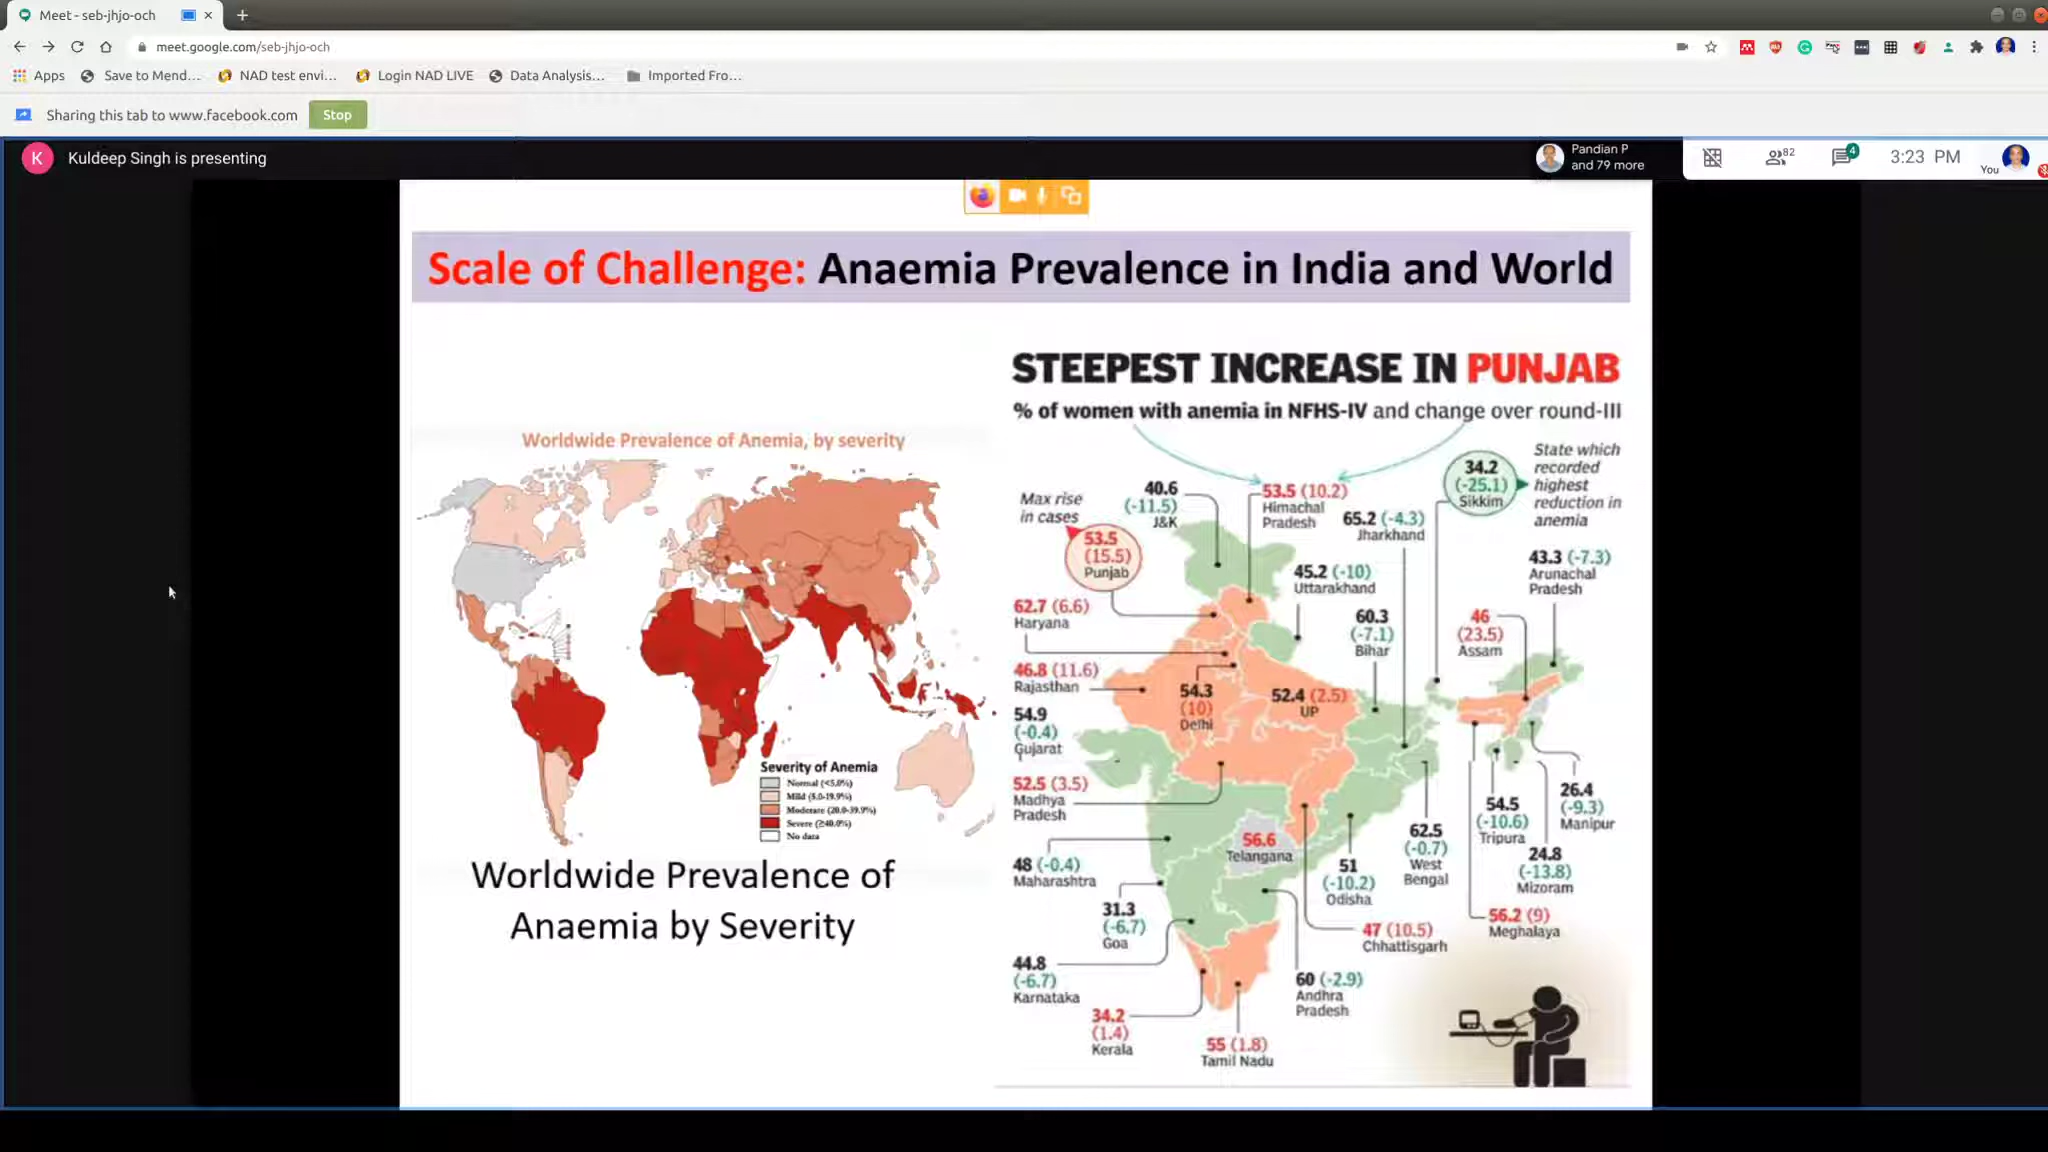 Meet - seb-jhjo-och
meet.google.com/seb-jhjo-och
Apps
Save to Mend...
NAD test envi...
Login NAD LIVE
Data Analysis...
Imported Fro...
Sharing this tab to www.facebook.com
Stop
K
Kuldeep Singh is presenting
Pandian P
and 79 more
82
4
3:23 PM
You
Scale of Challenge: Anaemia Prevalence in India and World
Worldwide Prevalence of Anemia, by severity
Severity of Anemia
Normal (<5.0%)
Mild (5.0-19.9%)
Moderate (20.0-39.9%)
Severe (≥40.0%)
No data
Worldwide Prevalence of
Anaemia by Severity
STEEPEST INCREASE IN PUNJAB
% of women with anemia in NFHS-IV and change over round-III
Max rise
in cases
53.5
(15.5)
Punjab
40.6
(-11.5)
J&K
53.5 (10.2)
Himachal
Pradesh
65.2 (-4.3)
Jharkhand
34.2
(-25.1)
Sikkim
State which
recorded
highest
reduction in
anemia
43.3 (-7.3)
Arunachal
Pradesh
45.2 (-10)
Uttarakhand
62.7 (6.6)
Haryana
60.3
(-7.1)
Bihar
46
(23.5)
Assam
46.8 (11.6)
Rajasthan
54.3
(10)
Delhi
52.4 (2.5)
UP
54.9
(-0.4)
Gujarat
52.5 (3.5)
Madhya
Pradesh
56.6
Telangana
48 (-0.4)
Maharashtra
51
(-10.2)
Odisha
62.5
(-0.7)
West
Bengal
54.5
(-10.6)
Tripura
26.4
(-9.3)
Manipur
24.8
(-13.8)
Mizoram
31.3
(-6.7)
Goa
47 (10.5)
Chhattisgarh
56.2 (9)
Meghalaya
44.8
(-6.7)
Karnataka
60 (-2.9)
Andhra
Pradesh
34.2
(1.4)
Kerala
55 (1.8)
Tamil Nadu